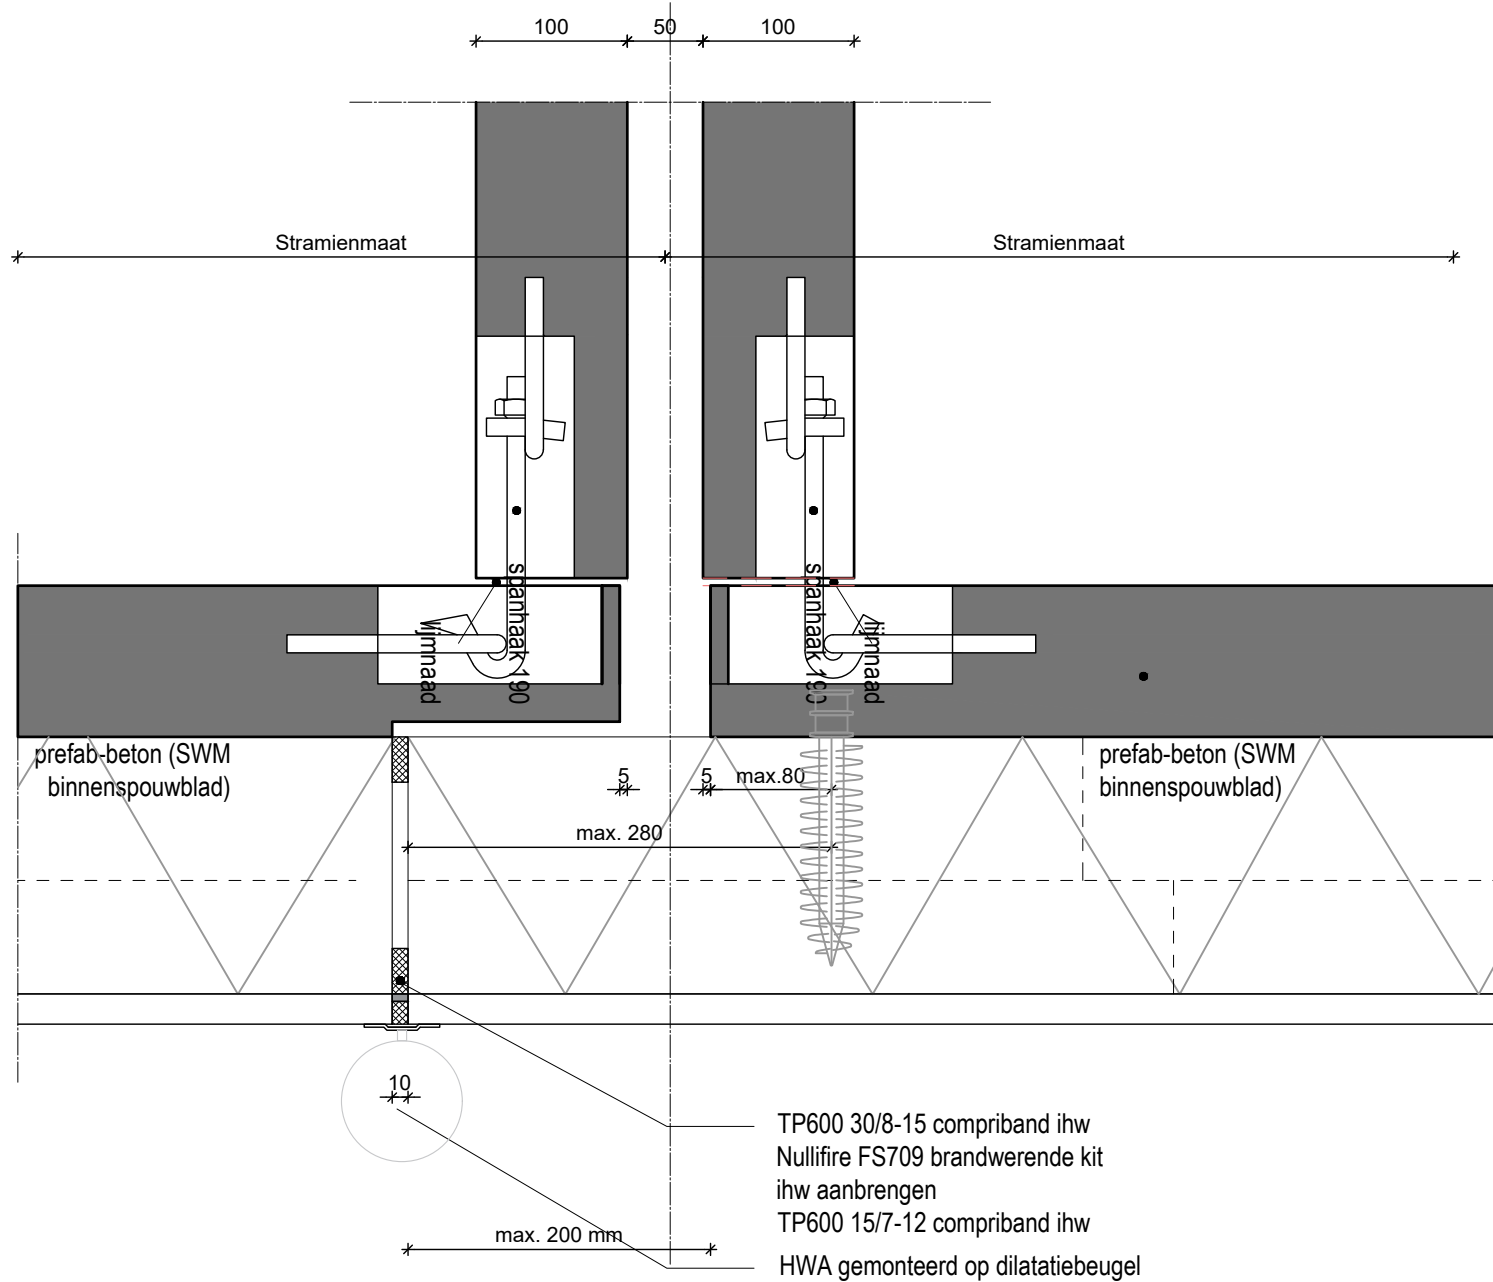 100
50
100
Stramienmaat
Stramienmaat
spanhaak 190
lijmnaad
spanhaak 190
lijmnaad
prefab-beton (SWM
binnenspouwblad)
prefab-beton (SWM
binnenspouwblad)
5
5
max.80
max. 280
10
TP600 30/8-15 compriband ihw
Nullifire FS709 brandwerende kit
ihw aanbrengen
TP600 15/7-12 compriband ihw
max. 200 mm
HWA gemonteerd op dilatatiebeugel